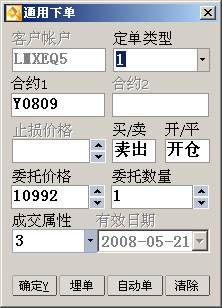 通用下单
客户帐户 定单类型
LMXEQ5 1
合约1 合约2
Y0809
止损价格 买/卖 开/平
卖出 开仓
委托价格 委托数量
10992 1
成交属性 有效日期
3 2008-05-21
确定Y 埋单 自动单 清除